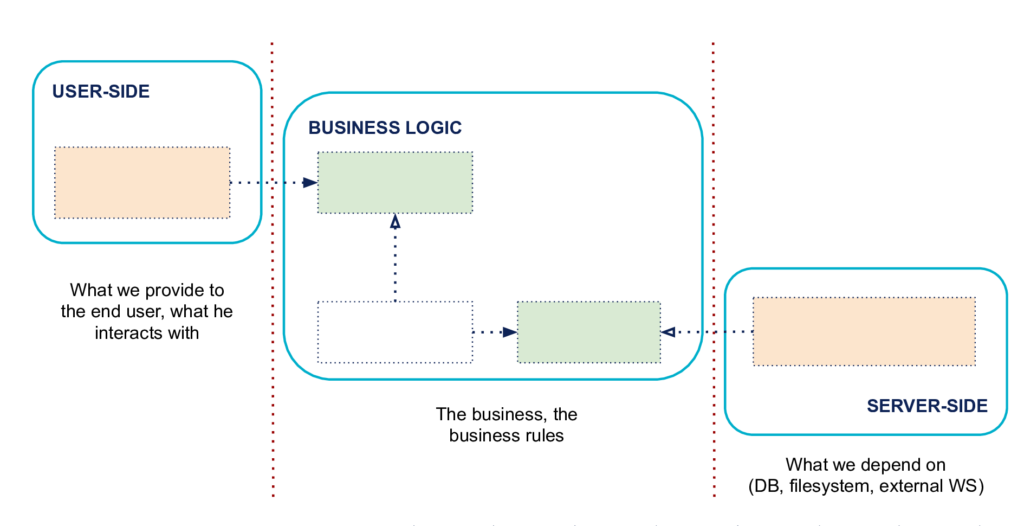 USER-SIDE
BUSINESS LOGIC
What we provide to
the end user, what he
interacts with
SERVER-SIDE
The business, the
business rules
What we depend on
(DB, filesystem, external WS)